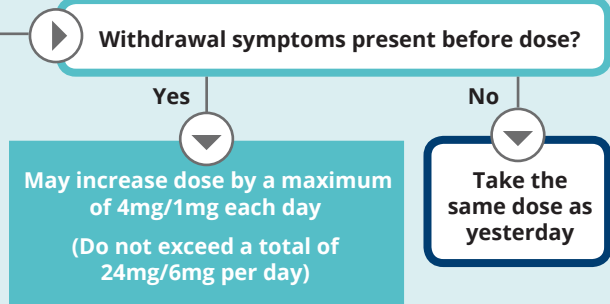 Withdrawal symptoms present before dose?
Yes
No
May increase dose by a maximum
of 4mg/1mg each day
(Do not exceed a total of
24mg/6mg per day)
Take the
same dose as
yesterday